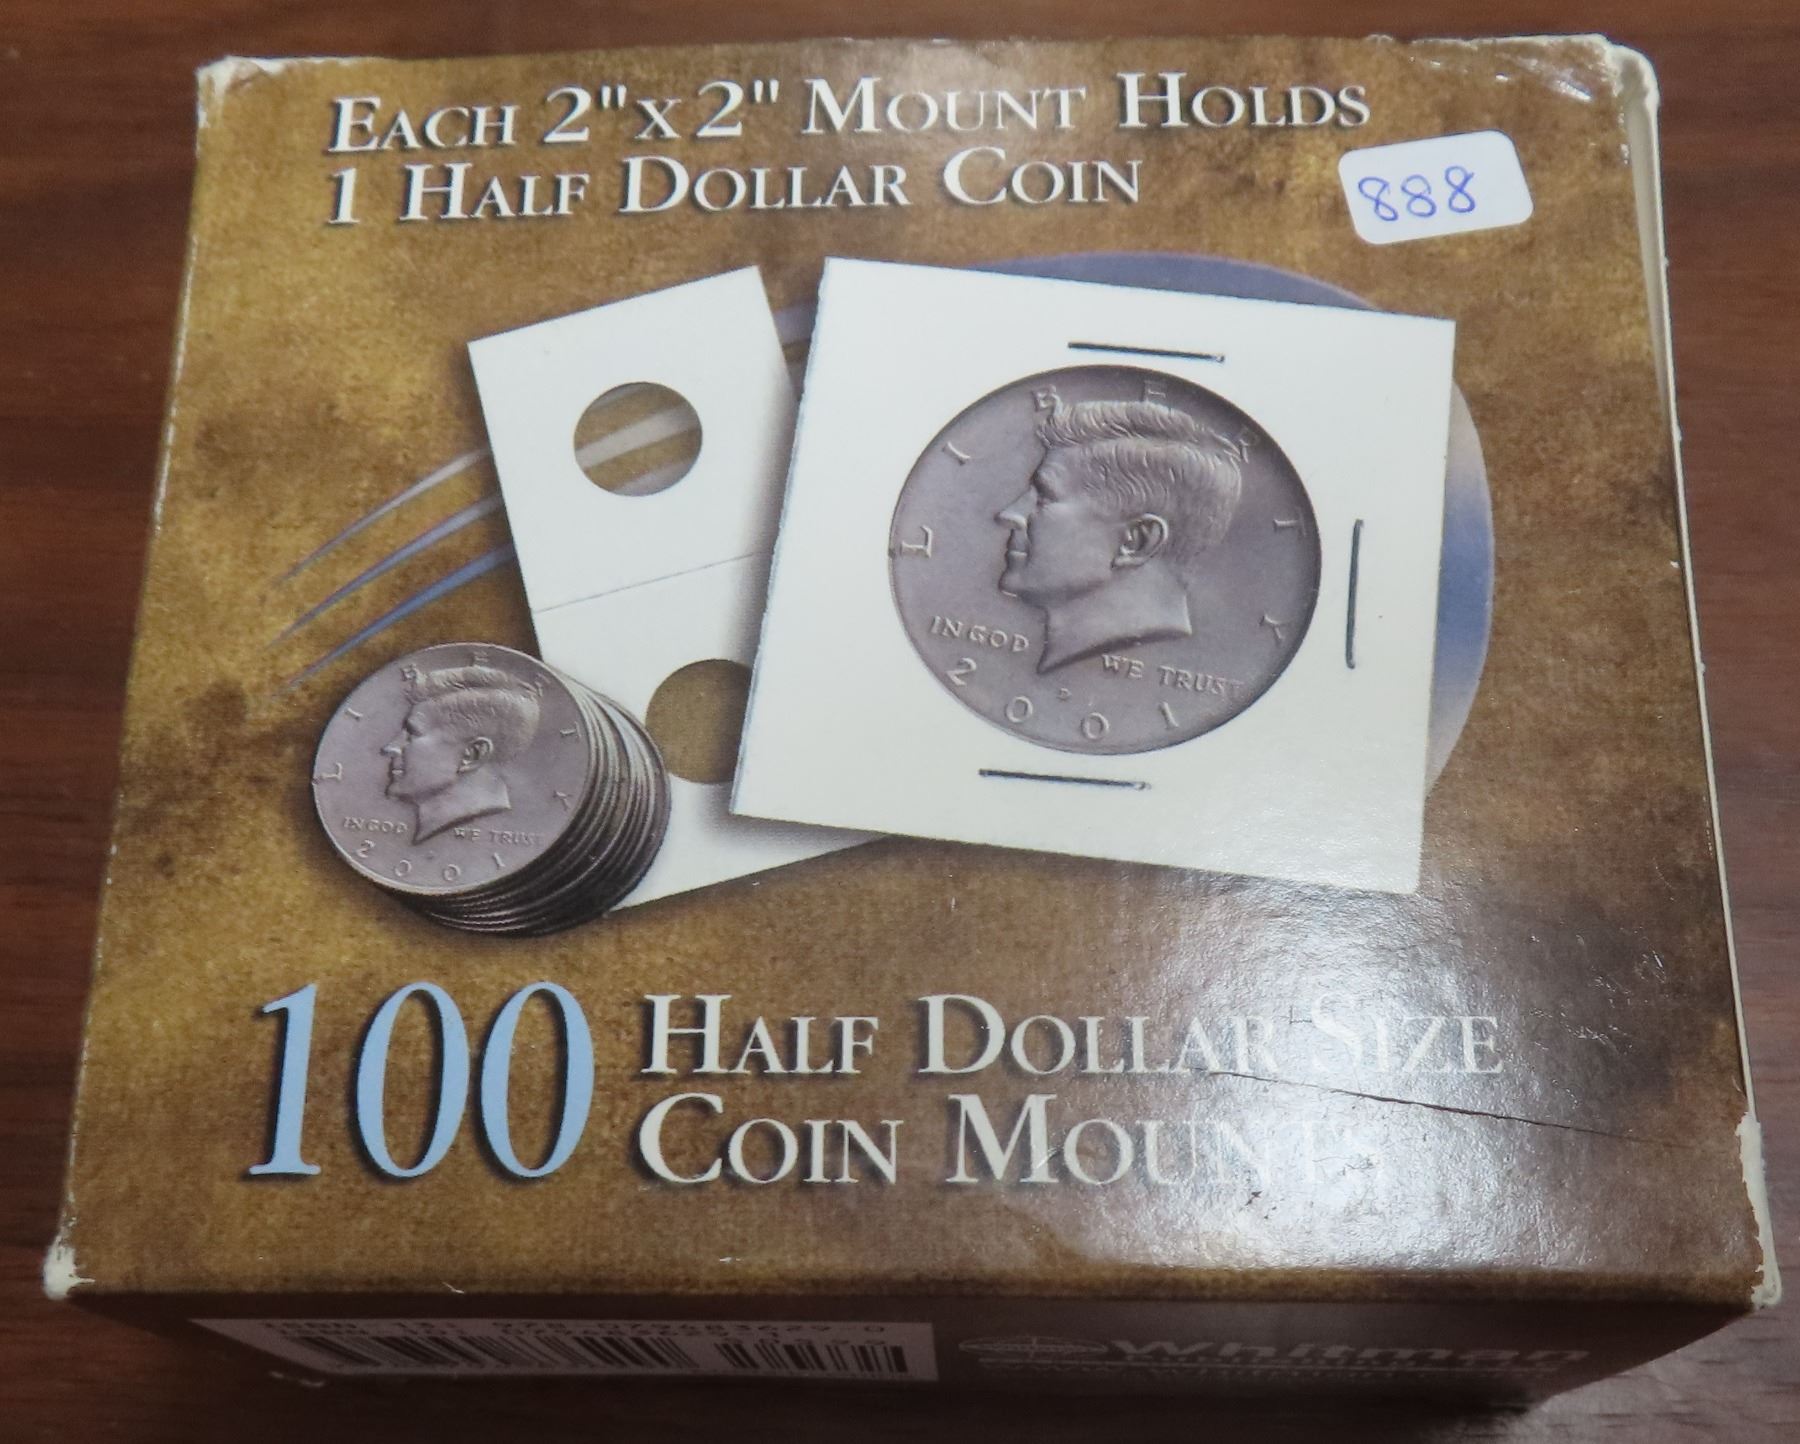 EACH 2"X2" MOUNT HOLDS
1 HALF DOLLAR COIN
888
LIBERTY
IN GOD WE TRUST
D
2001
LIBERTY
IN GOD WE TRUST
2001
100 HALF DOLLAR SIZE
COIN MOUNTS
Whitman